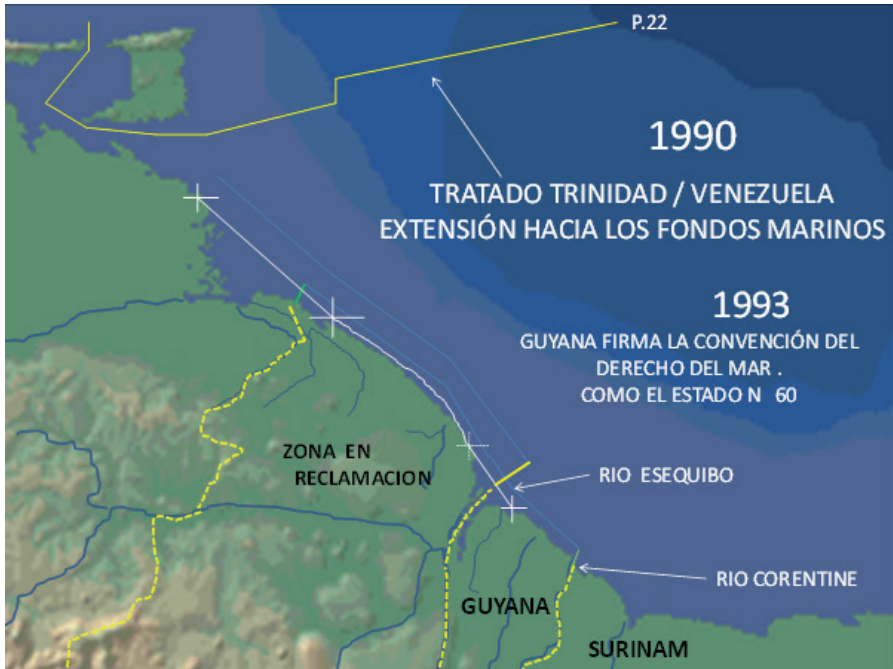 P.22
1990
TRATADO TRINIDAD / VENEZUELA
EXTENSIÓN HACIA LOS FONDOS MARINOS
1993
GUYANA FIRMA LA CONVENCIÓN DEL
DERECHO DEL MAR .
COMO EL ESTADO N 60
ZONA EN
RECLAMACION
RIO ESEQUIBO
RIO CORENTINE
GUYANA
SURINAM